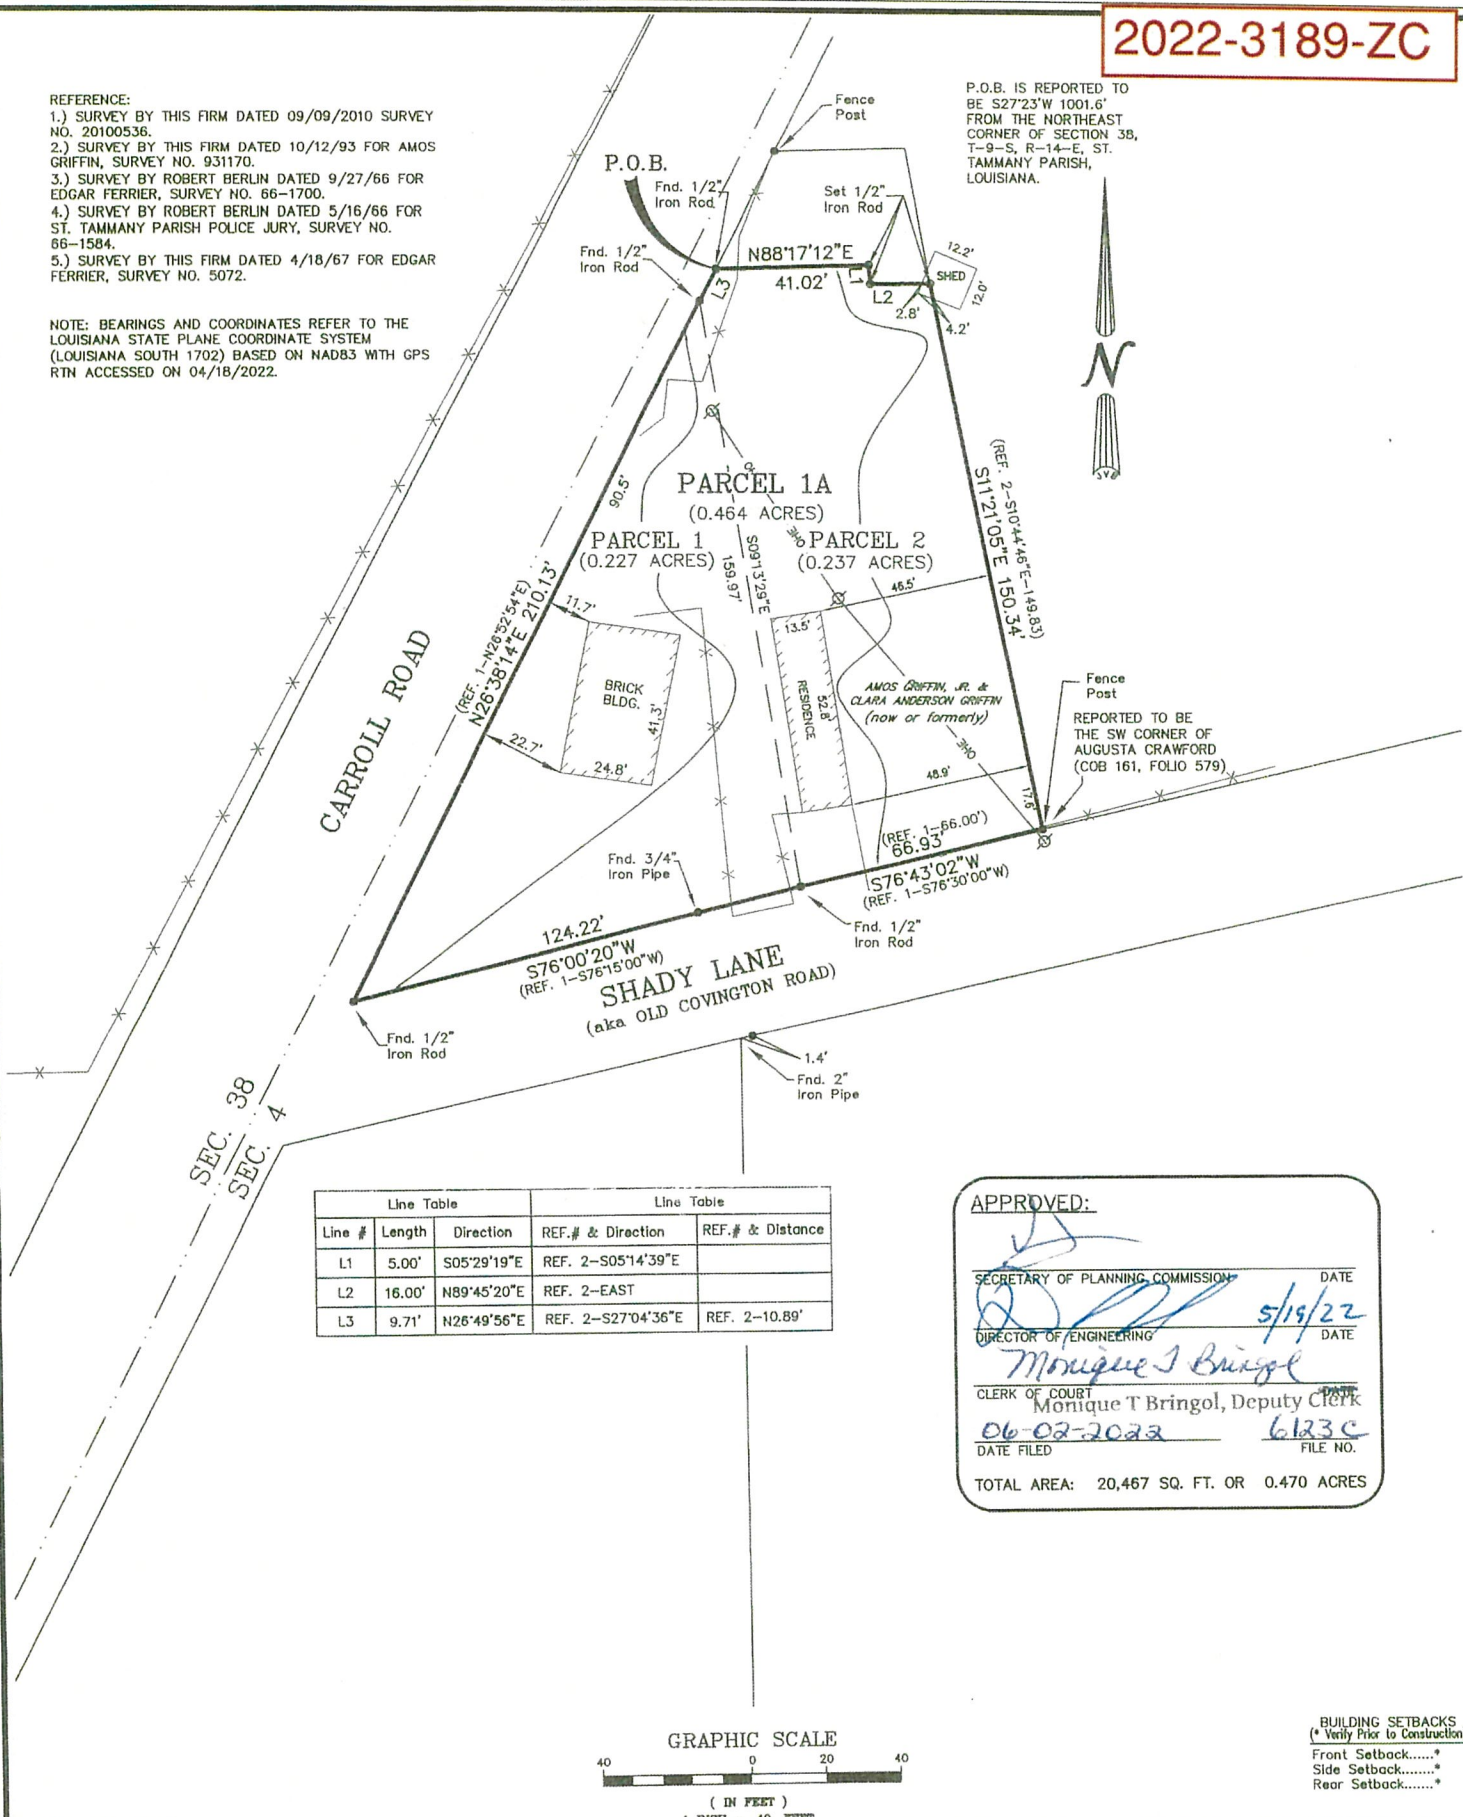 2022-3189-ZC
REFERENCE:
1.) SURVEY BY THIS FIRM DATED 09/09/2010 SURVEY
NO. 20100536.
2.) SURVEY BY THIS FIRM DATED 10/12/93 FOR AMOS
GRIFFIN, SURVEY NO. 931170.
3.) SURVEY BY ROBERT BERLIN DATED 9/27/66 FOR
EDGAR FERRIER, SURVEY NO. 66-1700.
4.) SURVEY BY ROBERT BERLIN DATED 5/16/66 FOR
ST. TAMMANY PARISH POLICE JURY, SURVEY NO.
66-1584.
5.) SURVEY BY THIS FIRM DATED 4/18/67 FOR EDGAR
FERRIER, SURVEY NO. 5072.
NOTE: BEARINGS AND COORDINATES REFER TO THE
LOUISIANA STATE PLANE COORDINATE SYSTEM
(LOUISIANA SOUTH 1702) BASED ON NAD83 WITH GPS
RTN ACCESSED ON 04/18/2022.
P.O.B. IS REPORTED TO
BE S27°23'W 1001.6'
FROM THE NORTHEAST
CORNER OF SECTION 38,
T-9-S, R-14-E, ST.
TAMMANY PARISH,
LOUISIANA.
Fence
Post
P.O.B.
Fnd. 1/2"
Iron Rod
Set 1/2"
Iron Rod
Fnd. 1/2"
Iron Rod
N88°17'12"E
41.02'
L1
L2
L3
12.2'
SHED
12.0'
2.8'
4.2'
N
90.5'
PARCEL 1A
(0.464 ACRES)
PARCEL 1
(0.227 ACRES)
PARCEL 2
(0.237 ACRES)
S09°13'29"E
159.97'
OHE
(REF. 2-S10°44'46"E-149.83)
S11°21'05"E 150.34'
(REF. 1-N26°52'54"E)
N26°38'14"E 210.13'
11.7'
BRICK
BLDG.
41.3'
24.8'
22.7'
13.5'
46.5'
RESIDENCE
52.8'
AMOS GRIFFIN, JR. &
CLARA ANDERSON GRIFFIN
(now or formerly)
OHE
48.9'
17.6'
Fence
Post
REPORTED TO BE
THE SW CORNER OF
AUGUSTA CRAWFORD
(COB 161, FOLIO 579)
CARROLL ROAD
(REF. 1-66.00')
66.93'
S76°43'02"W
(REF. 1-S76°30'00"W)
Fnd. 3/4"
Iron Pipe
Fnd. 1/2"
Iron Rod
124.22'
S76°00'20"W
(REF. 1-S76°15'00"W)
SHADY LANE
(aka OLD COVINGTON ROAD)
Fnd. 1/2"
Iron Rod
1.4'
Fnd. 2"
Iron Pipe
SEC. 38
SEC. 4
Line Table Line Table
Line # Length Direction REF.# & Direction REF.# & Distance
L1 5.00' S05°29'19"E REF. 2-S05°14'39"E
L2 16.00' N89°45'20"E REF. 2-EAST
L3 9.71' N26°49'56"E REF. 2-S27°04'36"E REF. 2-10.89'
APPROVED:
SECRETARY OF PLANNING COMMISSION DATE
5/19/22
DIRECTOR OF ENGINEERING DATE
Monique T Bringol
CLERK OF COURT DATE
Monique T Bringol, Deputy Clerk
06-02-2022 6123C
DATE FILED FILE NO.
TOTAL AREA: 20,467 SQ. FT. OR 0.470 ACRES
GRAPHIC SCALE
40 0 20 40
( IN FEET )
BUILDING SETBACKS
(* Verify Prior to Construction
Front Setback......*
Side Setback........*
Rear Setback.......*